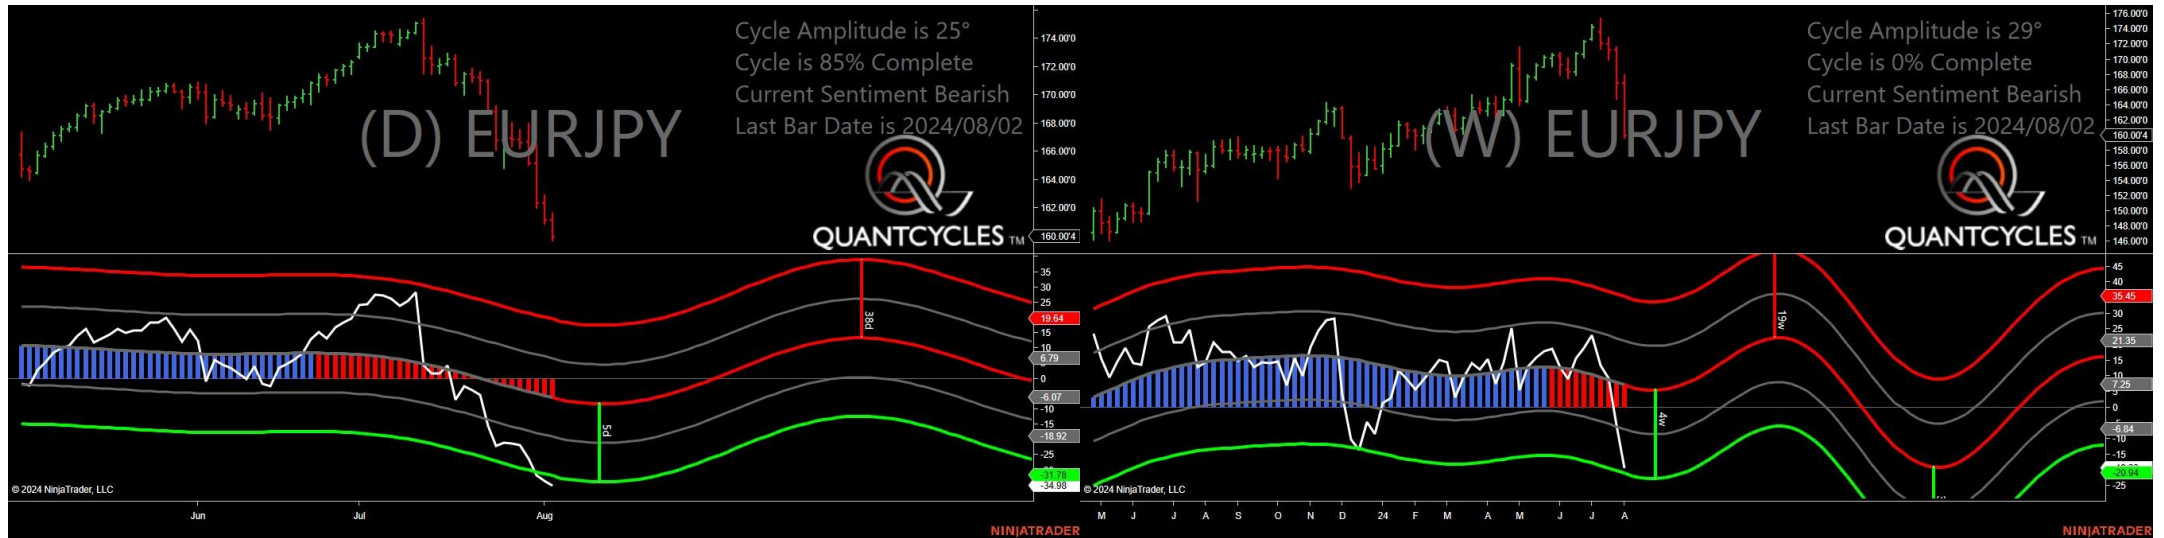 Cycle Amplitude is 25°
Cycle is 85% Complete
Current Sentiment Bearish
Last Bar Date is 2024/08/02
(D) EURJPY
QUANTCYCLES TM
174.00'0
172.00'0
170.00'0
168.00'0
166.00'0
164.00'0
162.00'0
160.00'4
38d
5d
35
30
25
19.64
15
10
6.79
0
-6.07
-10
-15
-18.92
-25
-31.78
-34.98
© 2024 NinjaTrader, LLC
Jun
Jul
Aug
NINJATRADER
Cycle Amplitude is 29°
Cycle is 0% Complete
Current Sentiment Bearish
Last Bar Date is 2024/08/02
(W) EURJPY
QUANTCYCLES TM
176.00'0
174.00'0
172.00'0
170.00'0
168.00'0
166.00'0
164.00'0
162.00'0
160.00'4
158.00'0
156.00'0
154.00'0
152.00'0
150.00'0
148.00'0
146.00'0
19w
4w
45
40
35.45
30
25
21.35
15
10
7.25
0
-6.84
-10
-15
-20.94
-25
© 2024 NinjaTrader, LLC
M J J A S O N D 24 F M A M J J A
NINJATRADER